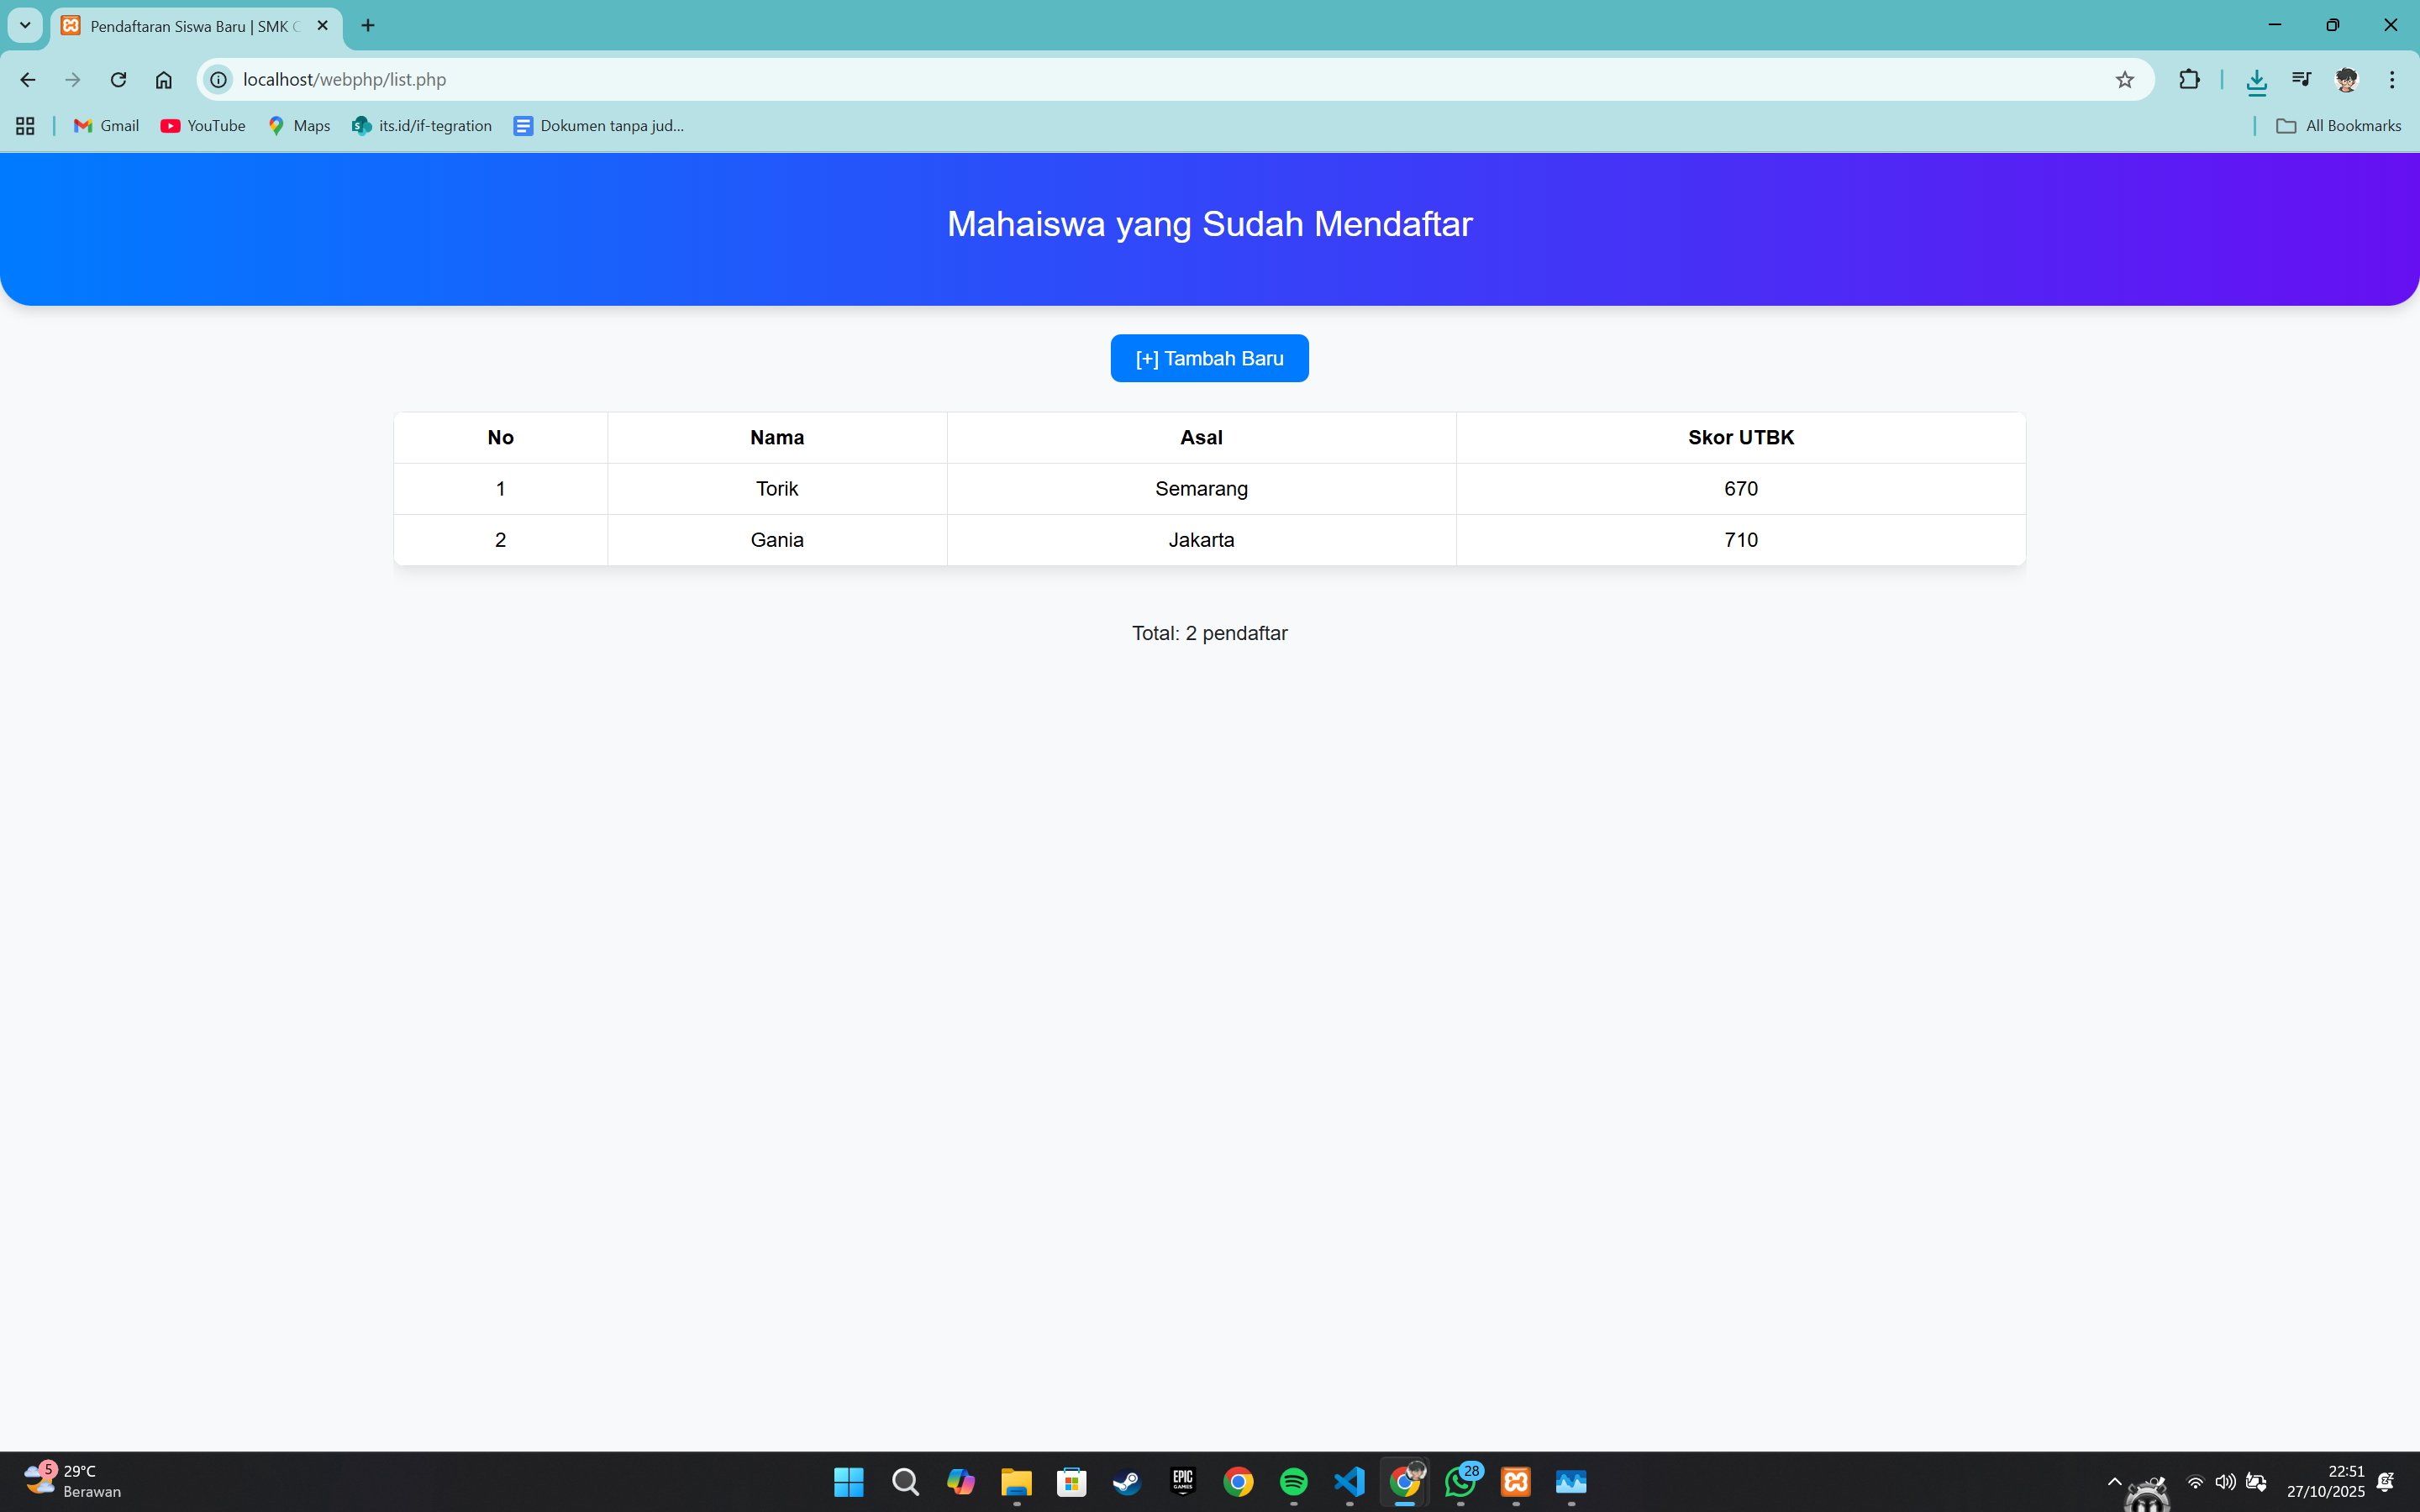 Pendaftaran Siswa Baru | SMK C
localhost/webphp/list.php
Gmail YouTube Maps its.id/if-tegration Dokumen tanpa jud... All Bookmarks
Mahaiswa yang Sudah Mendaftar
[+] Tambah Baru
No Nama Asal Skor UTBK
1 Torik Semarang 670
2 Gania Jakarta 710
Total: 2 pendaftar
5
29°C
Berawan
EPIC
GAMES
28
22:51
27/10/2025